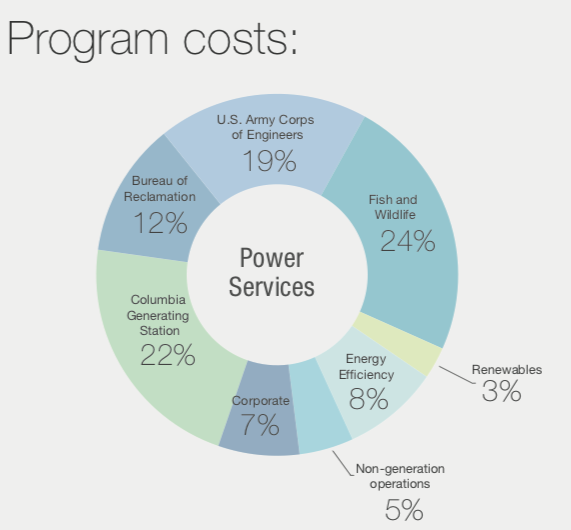 Program costs:
U.S. Army Corps
of Engineers
19%
Fish and
Wildlife
24%
Renewables
3%
Energy
Efficiency
8%
Non-generation
operations
5%
Corporate
7%
Columbia
Generating
Station
22%
Bureau of
Reclamation
12%
Power
Services